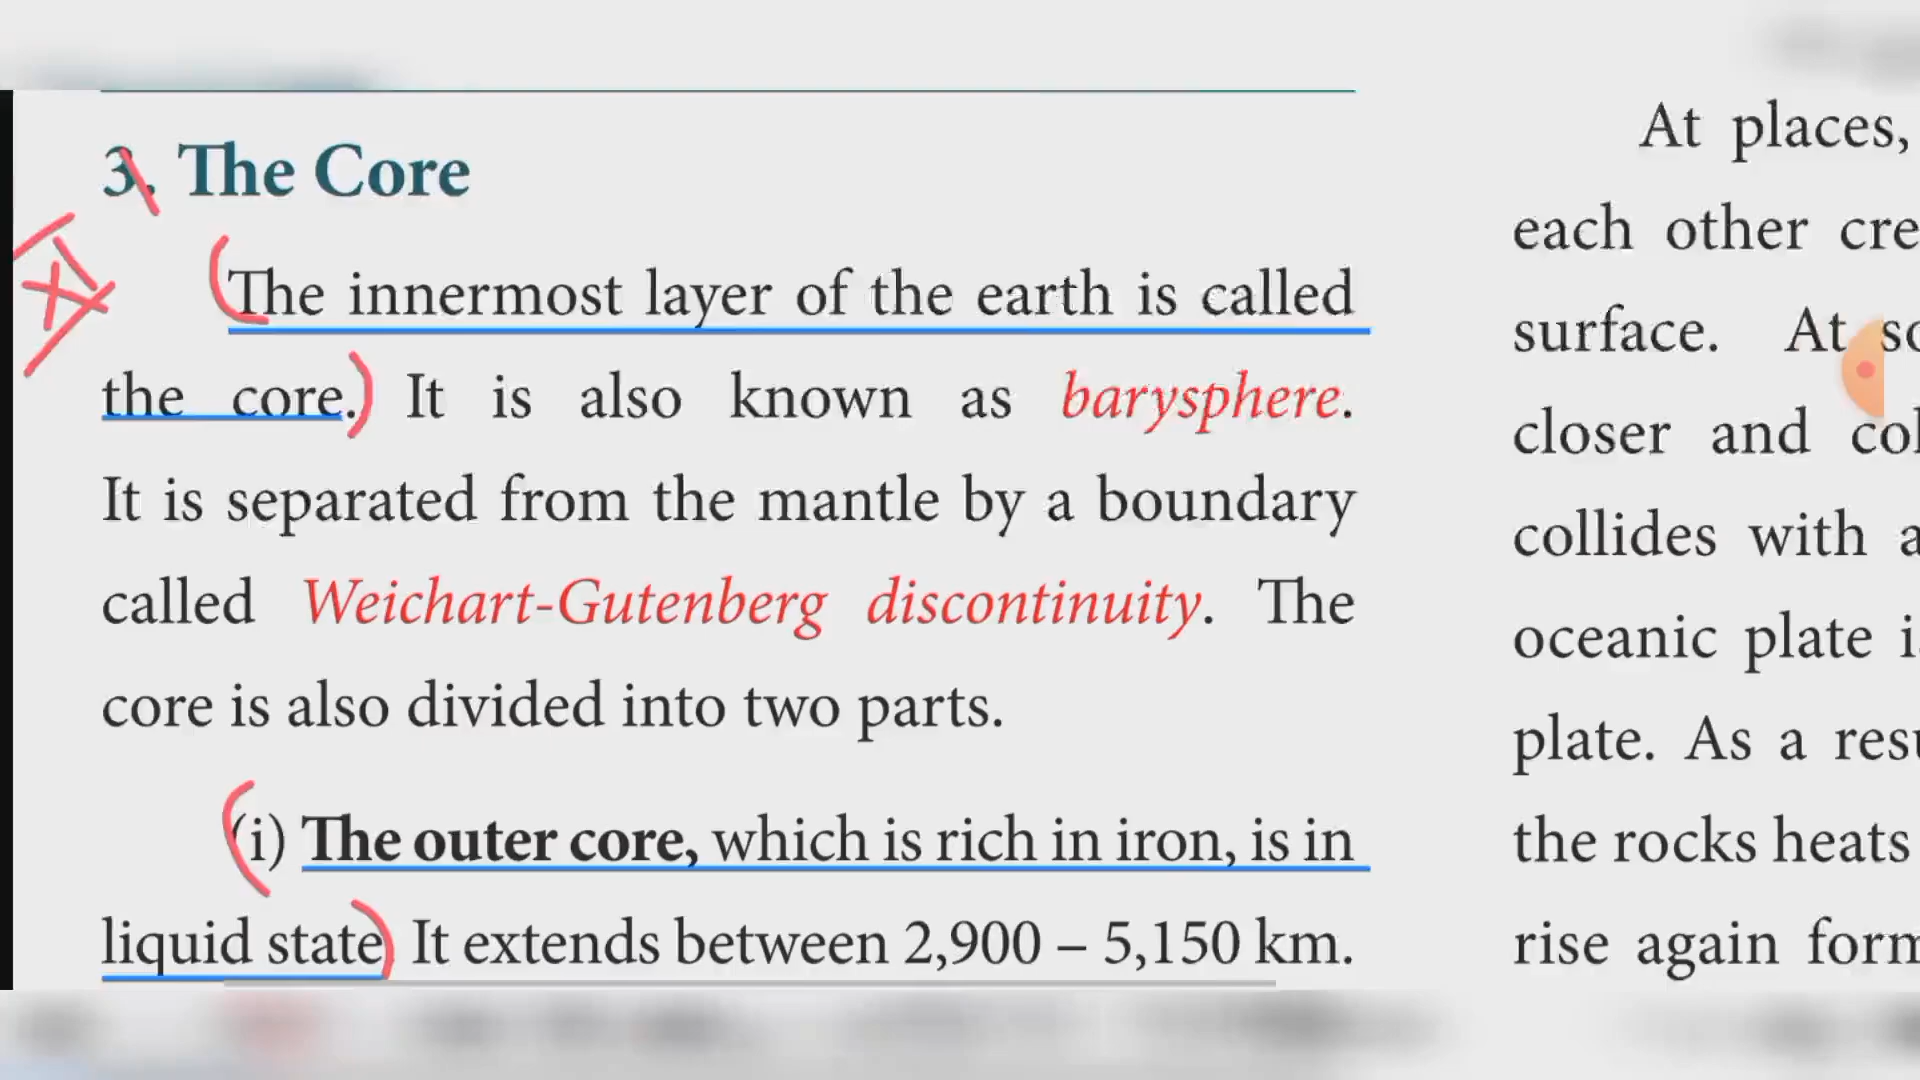 3. The Core
The innermost layer of the earth is called
the core. It is also known as barysphere.
It is separated from the mantle by a boundary
called Weichart-Gutenberg discontinuity. The
core is also divided into two parts.
(i) The outer core, which is rich in iron, is in
liquid state It extends between 2,900 – 5,150 km.
At places,
each other cre
surface. At so
closer and col
collides with a
oceanic plate i
plate. As a resu
the rocks heats
rise again form